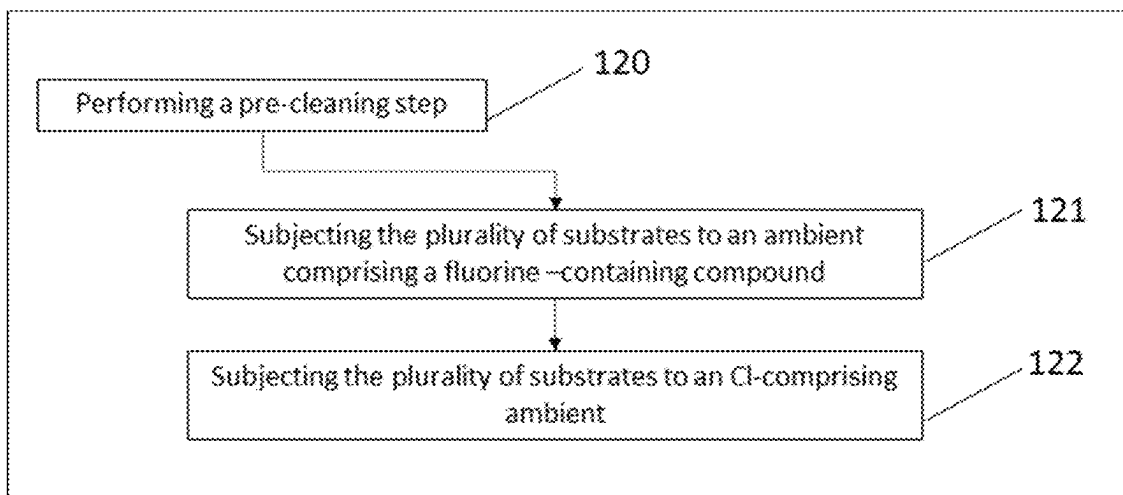 120
Performing a pre-cleaning step
121
Subjecting the plurality of substrates to an ambient
comprising a fluorine –containing compound
122
Subjecting the plurality of substrates to an Cl-comprising
ambient